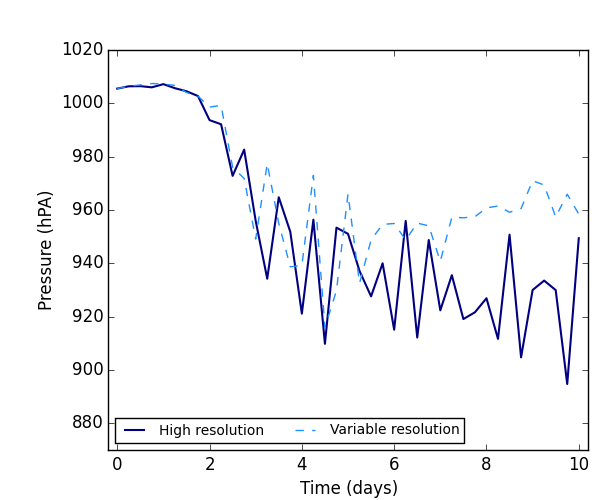 1020
1000
980
960
940
920
900
880
Pressure (hPA)
High resolution
Variable resolution
0 2 4 6 8 10
Time (days)